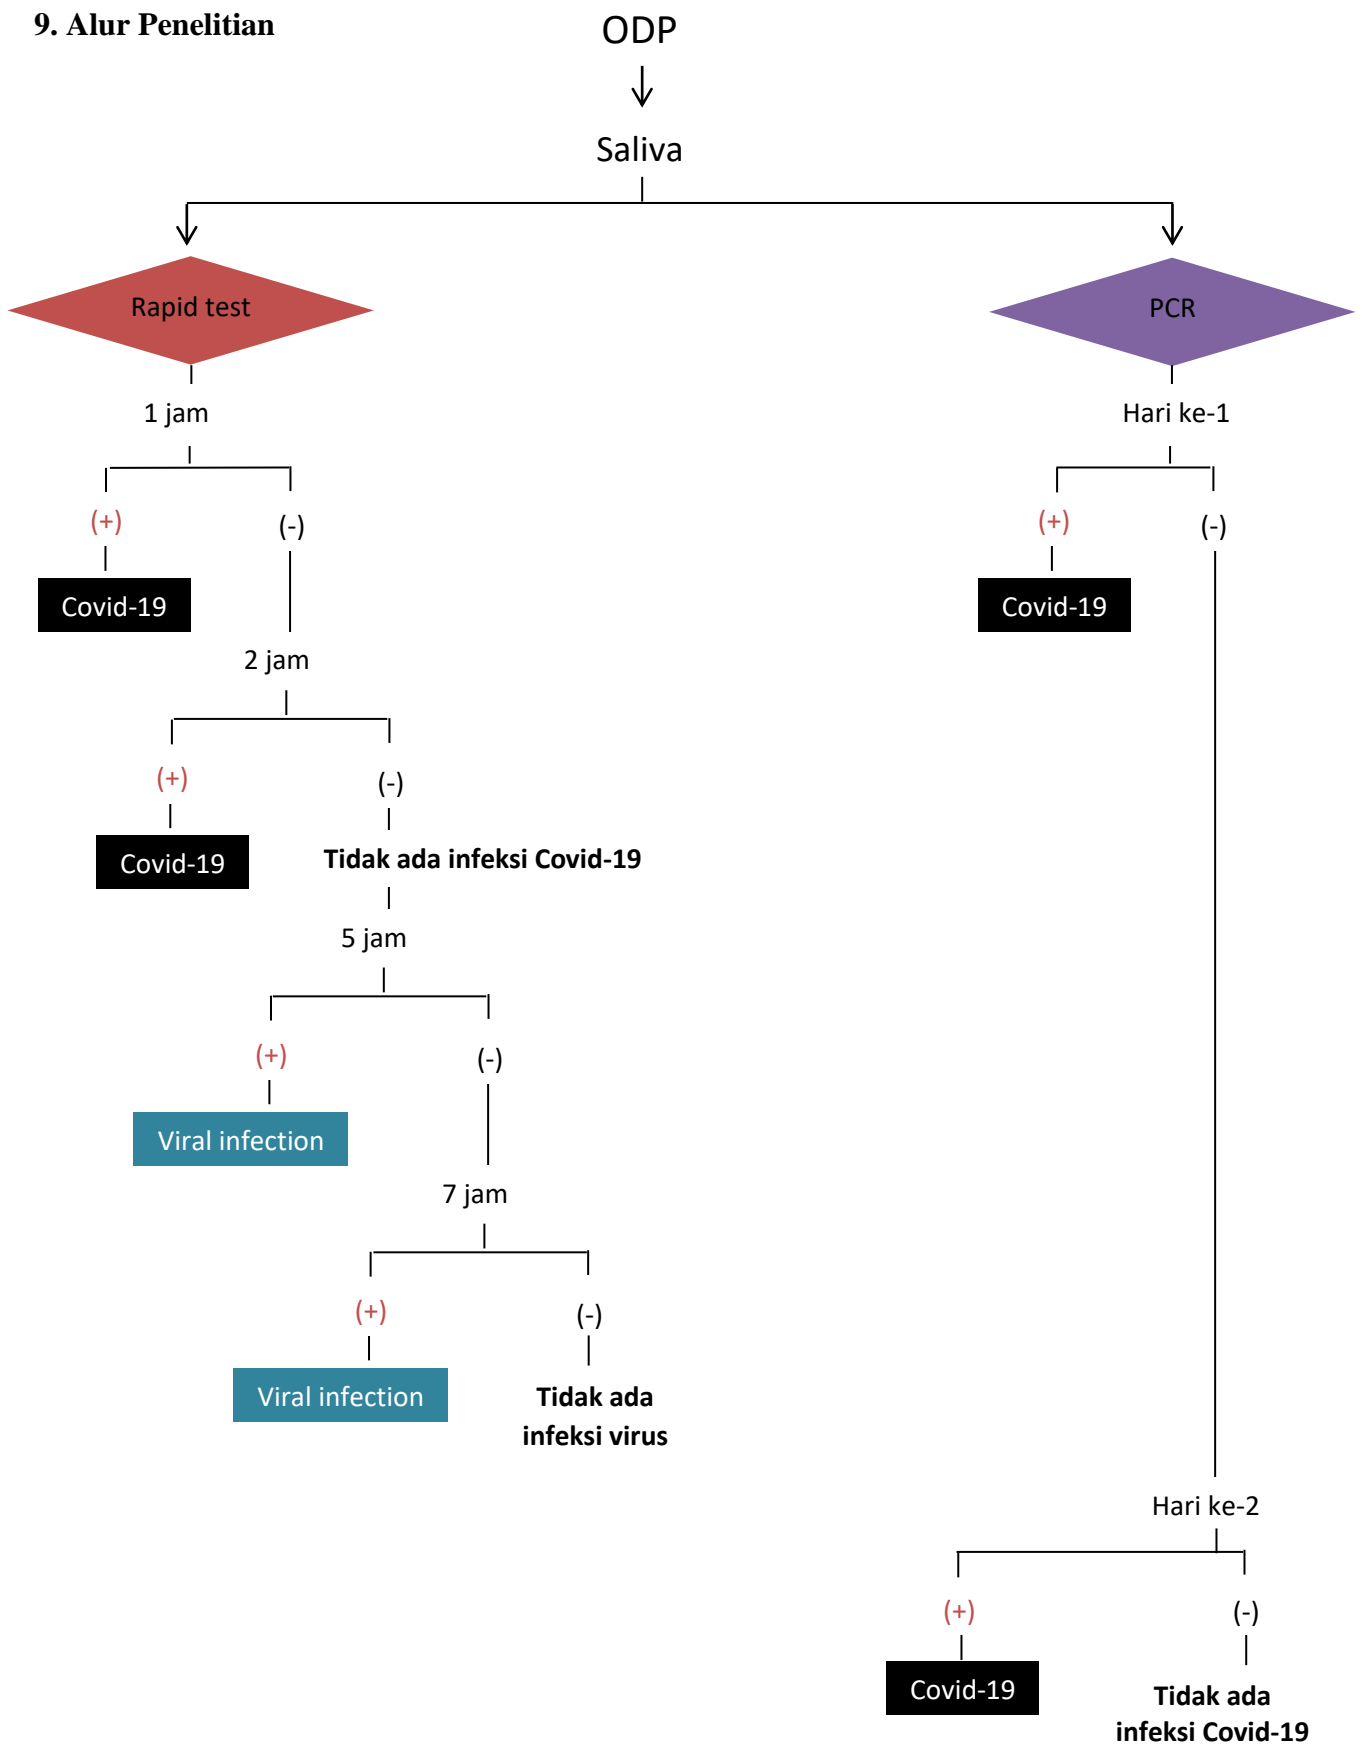 9. Alur Penelitian
ODP
Saliva
Rapid test
PCR
1 jam
Hari ke-1
(+)
(-)
(+)
(-)
Covid-19
Covid-19
2 jam
(+)
(-)
Covid-19
Tidak ada infeksi Covid-19
5 jam
(+)
(-)
Viral infection
7 jam
(+)
(-)
Viral infection
Tidak ada
infeksi virus
Hari ke-2
(+)
(-)
Covid-19
Tidak ada
infeksi Covid-19